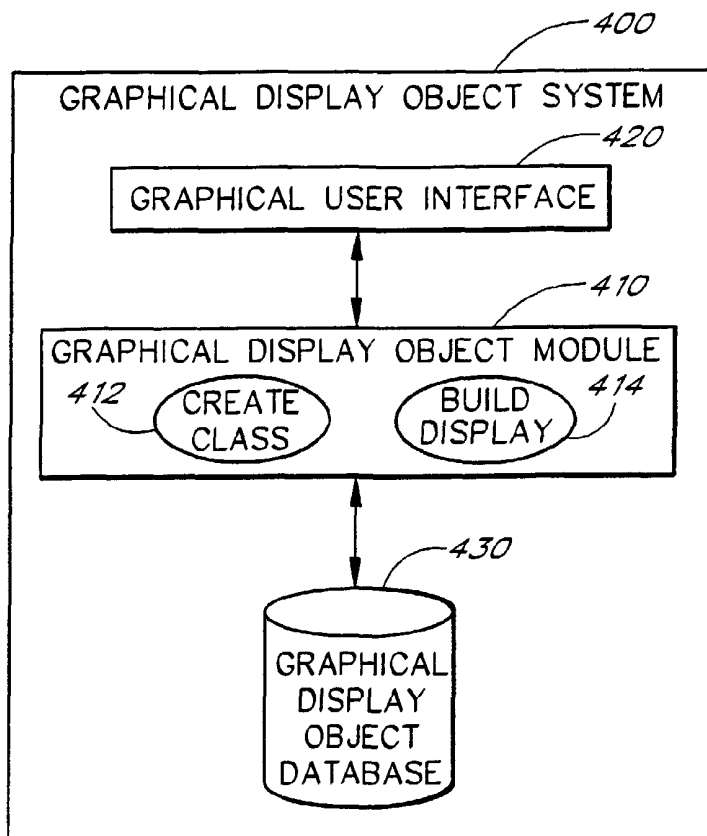 400
GRAPHICAL DISPLAY OBJECT SYSTEM
420
GRAPHICAL USER INTERFACE
410
GRAPHICAL DISPLAY OBJECT MODULE
412
CREATE
CLASS
BUILD
DISPLAY
414
430
GRAPHICAL
DISPLAY
OBJECT
DATABASE